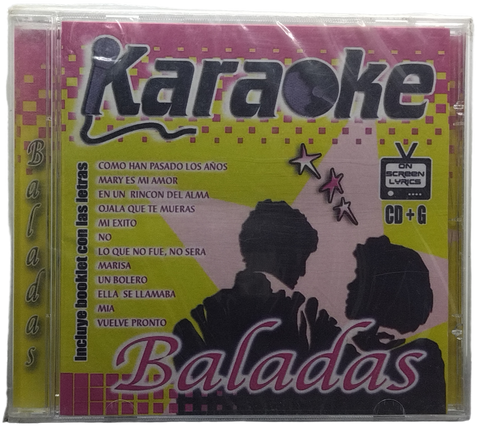 Karaoke
Baladas
Incluye booklet con las letras
COMO HAN PASADO LOS AÑOS
MARY ES MI AMOR
EN UN RINCON DEL ALMA
OJALA QUE TE MUERAS
MI EXITO
NO
LO QUE NO FUE, NO SERA
MARISA
UN BOLERO
ELLA SE LLAMABA
MIA
VUELVE PRONTO
ON
SCREEN
LYRICS
CD + G
Baladas